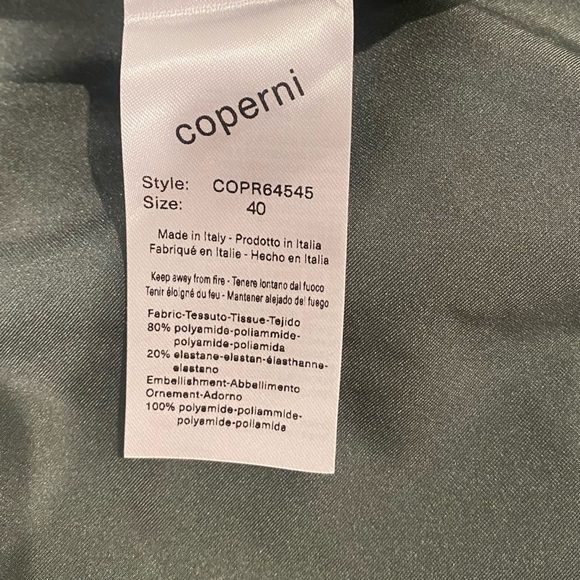 coperni
Style: COPR64545
Size: 40
Made in Italy - Prodotto in Italia
Fabriqué en Italie - Hecho en Italia
Keep away from fire - Tenere lontano dal fuoco
Tenir éloigné du feu - Mantener alejado del fuego
Fabric-Tessuto-Tissue-Tejido
80% polyamide-poliammide-
polyamide-poliamida
20% elastane-elastan-élasthanne-
elastano
Embellishment-Abbellimento
Ornement-Adorno
100% polyamide-poliammide-
polyamide-poliamida